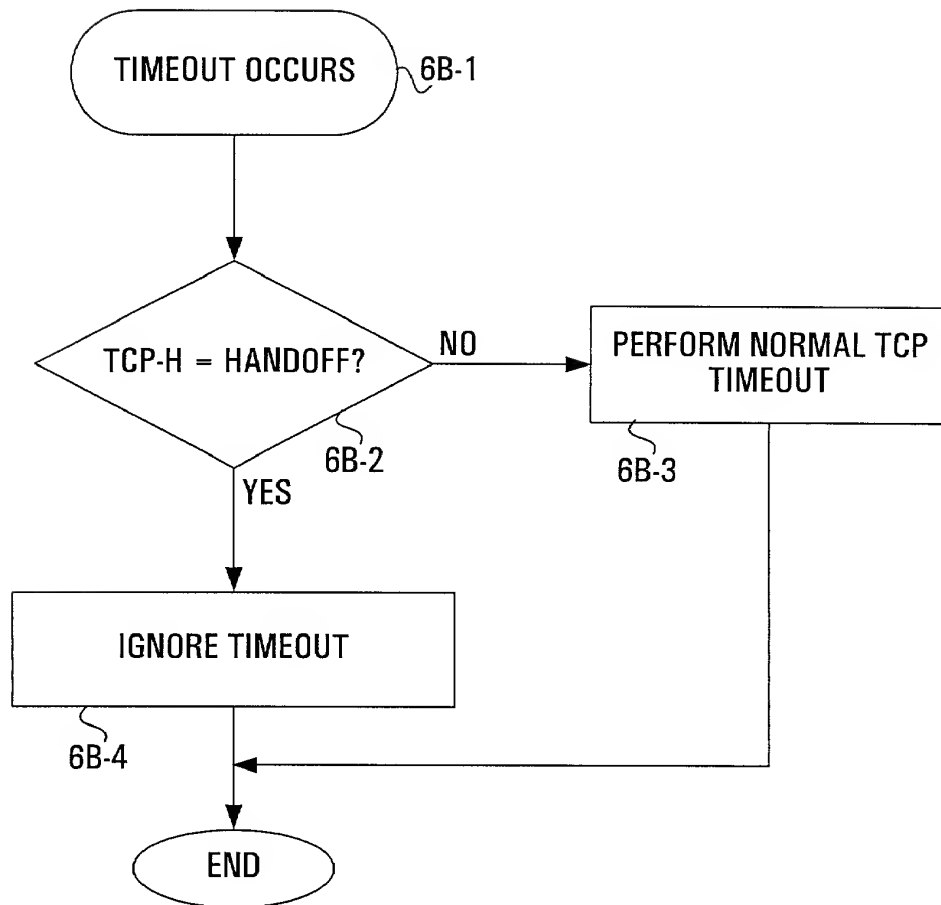 TIMEOUT OCCURS
6B-1
TCP-H = HANDOFF?
NO
PERFORM NORMAL TCP
TIMEOUT
6B-2
6B-3
YES
IGNORE TIMEOUT
6B-4
END